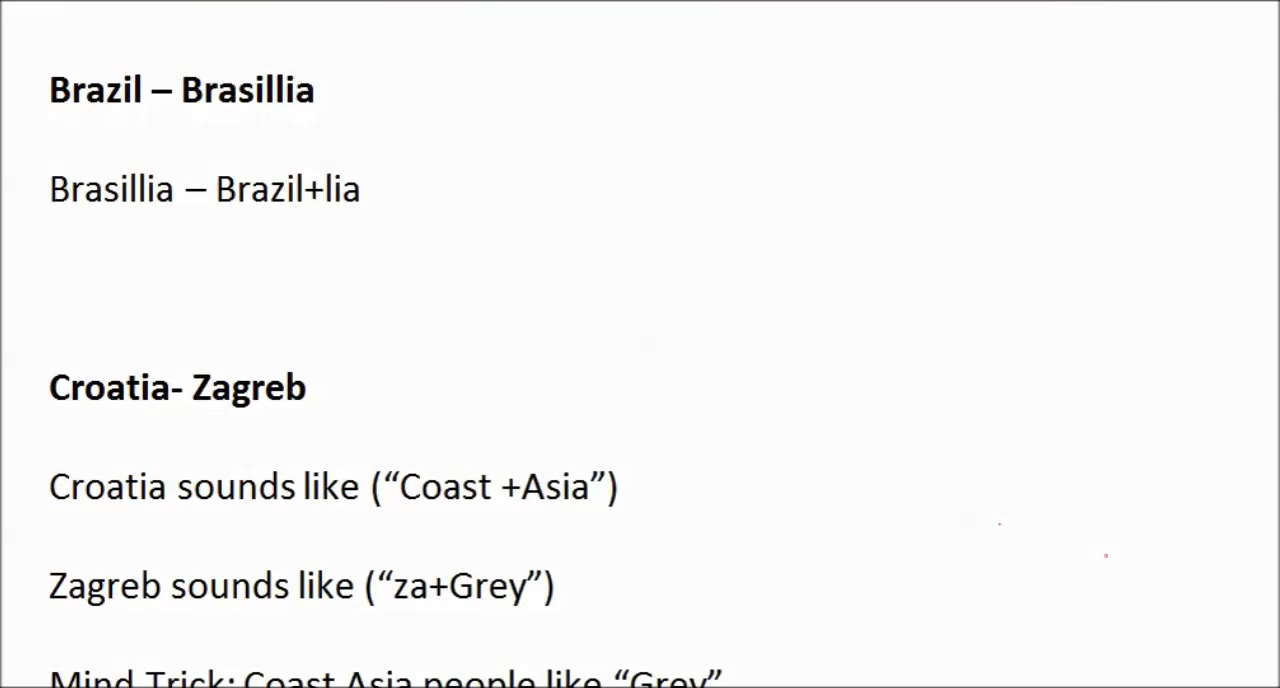 Brazil – Brasillia
Brasillia – Brazil+lia
Croatia- Zagreb
Croatia sounds like (“Coast +Asia”)
Zagreb sounds like (“za+Grey”)
Mind Trick: Coast Asia people like “Grey”